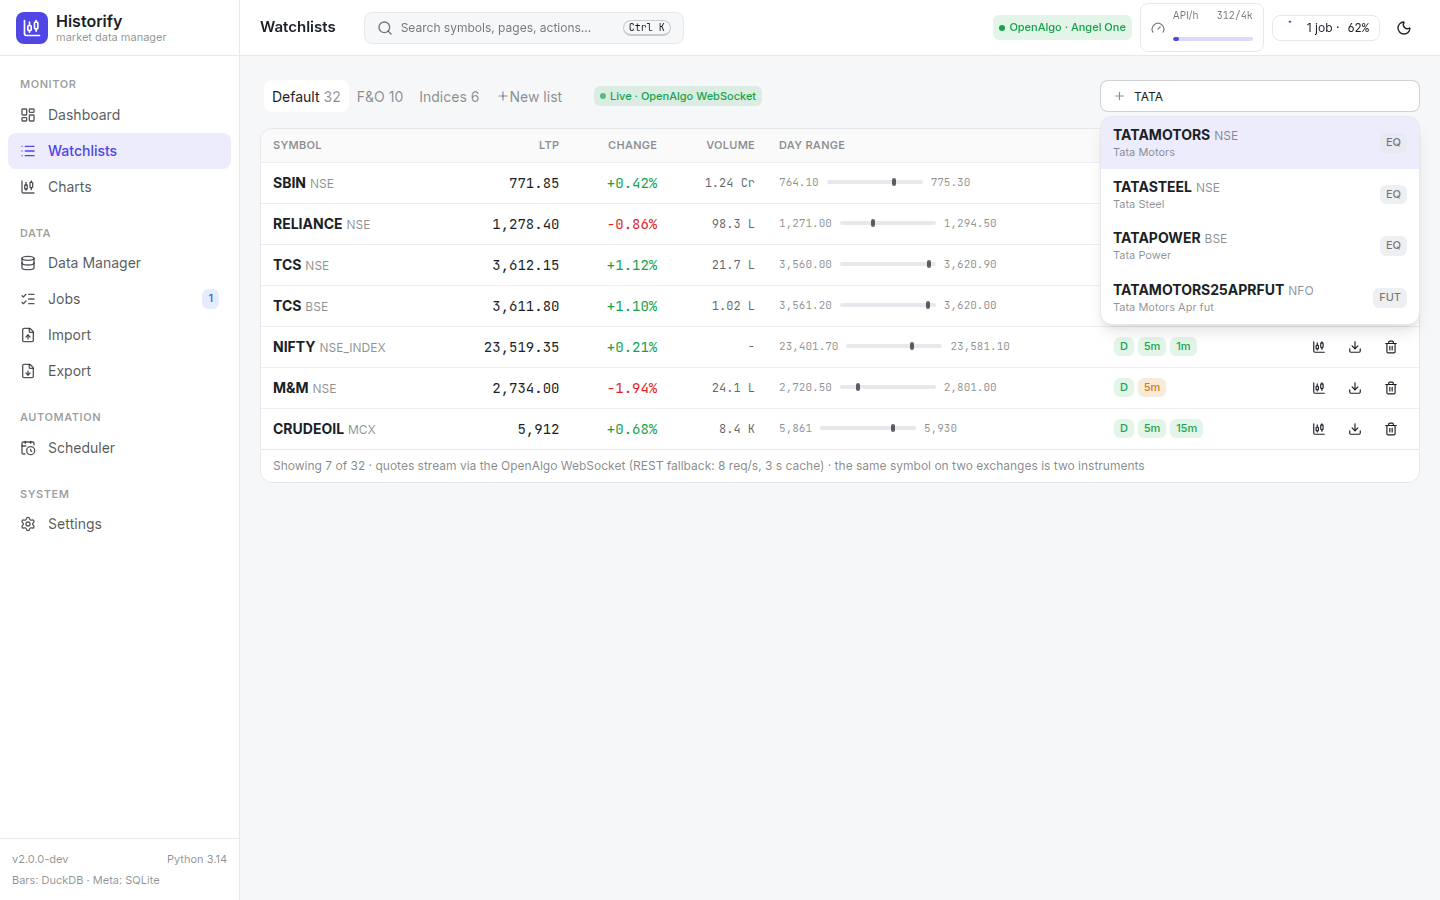 Historify
market data manager
MONITOR
Dashboard
Watchlists
Charts
DATA
Data Manager
Jobs 1
Import
Export
AUTOMATION
Scheduler
SYSTEM
Settings
v2.0.0-dev Python 3.14
Bars: DuckDB · Meta: SQLite
Watchlists
Search symbols, pages, actions... Ctrl K
OpenAlgo · Angel One
API/h 312/4k
1 job · 62%
Default 32 F&O 10 Indices 6 +New list
Live · OpenAlgo WebSocket
+ TATA
TATAMOTORS NSE EQ
Tata Motors
TATASTEEL NSE EQ
Tata Steel
TATAPOWER BSE EQ
Tata Power
TATAMOTORS25APRFUT NFO FUT
Tata Motors Apr fut
SYMBOL LTP CHANGE VOLUME DAY RANGE
SBIN NSE 771.85 +0.42% 1.24 Cr 764.10 775.30
RELIANCE NSE 1,278.40 -0.86% 98.3 L 1,271.00 1,294.50
TCS NSE 3,612.15 +1.12% 21.7 L 3,560.00 3,620.90
TCS BSE 3,611.80 +1.10% 1.02 L 3,561.20 3,620.00
NIFTY NSE_INDEX 23,519.35 +0.21% - 23,401.70 23,581.10 D 5m 1m
M&M NSE 2,734.00 -1.94% 24.1 L 2,720.50 2,801.00 D 5m
CRUDEOIL MCX 5,912 +0.68% 8.4 K 5,861 5,930 D 5m 15m
Showing 7 of 32 · quotes stream via the OpenAlgo WebSocket (REST fallback: 8 req/s, 3 s cache) · the same symbol on two exchanges is two instruments